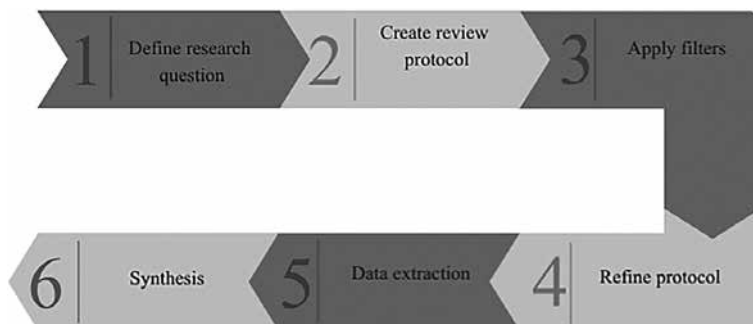 1
Define research
question
2
Create review
protocol
3
Apply filters
4
Refine protocol
5
Data extraction
6
Synthesis